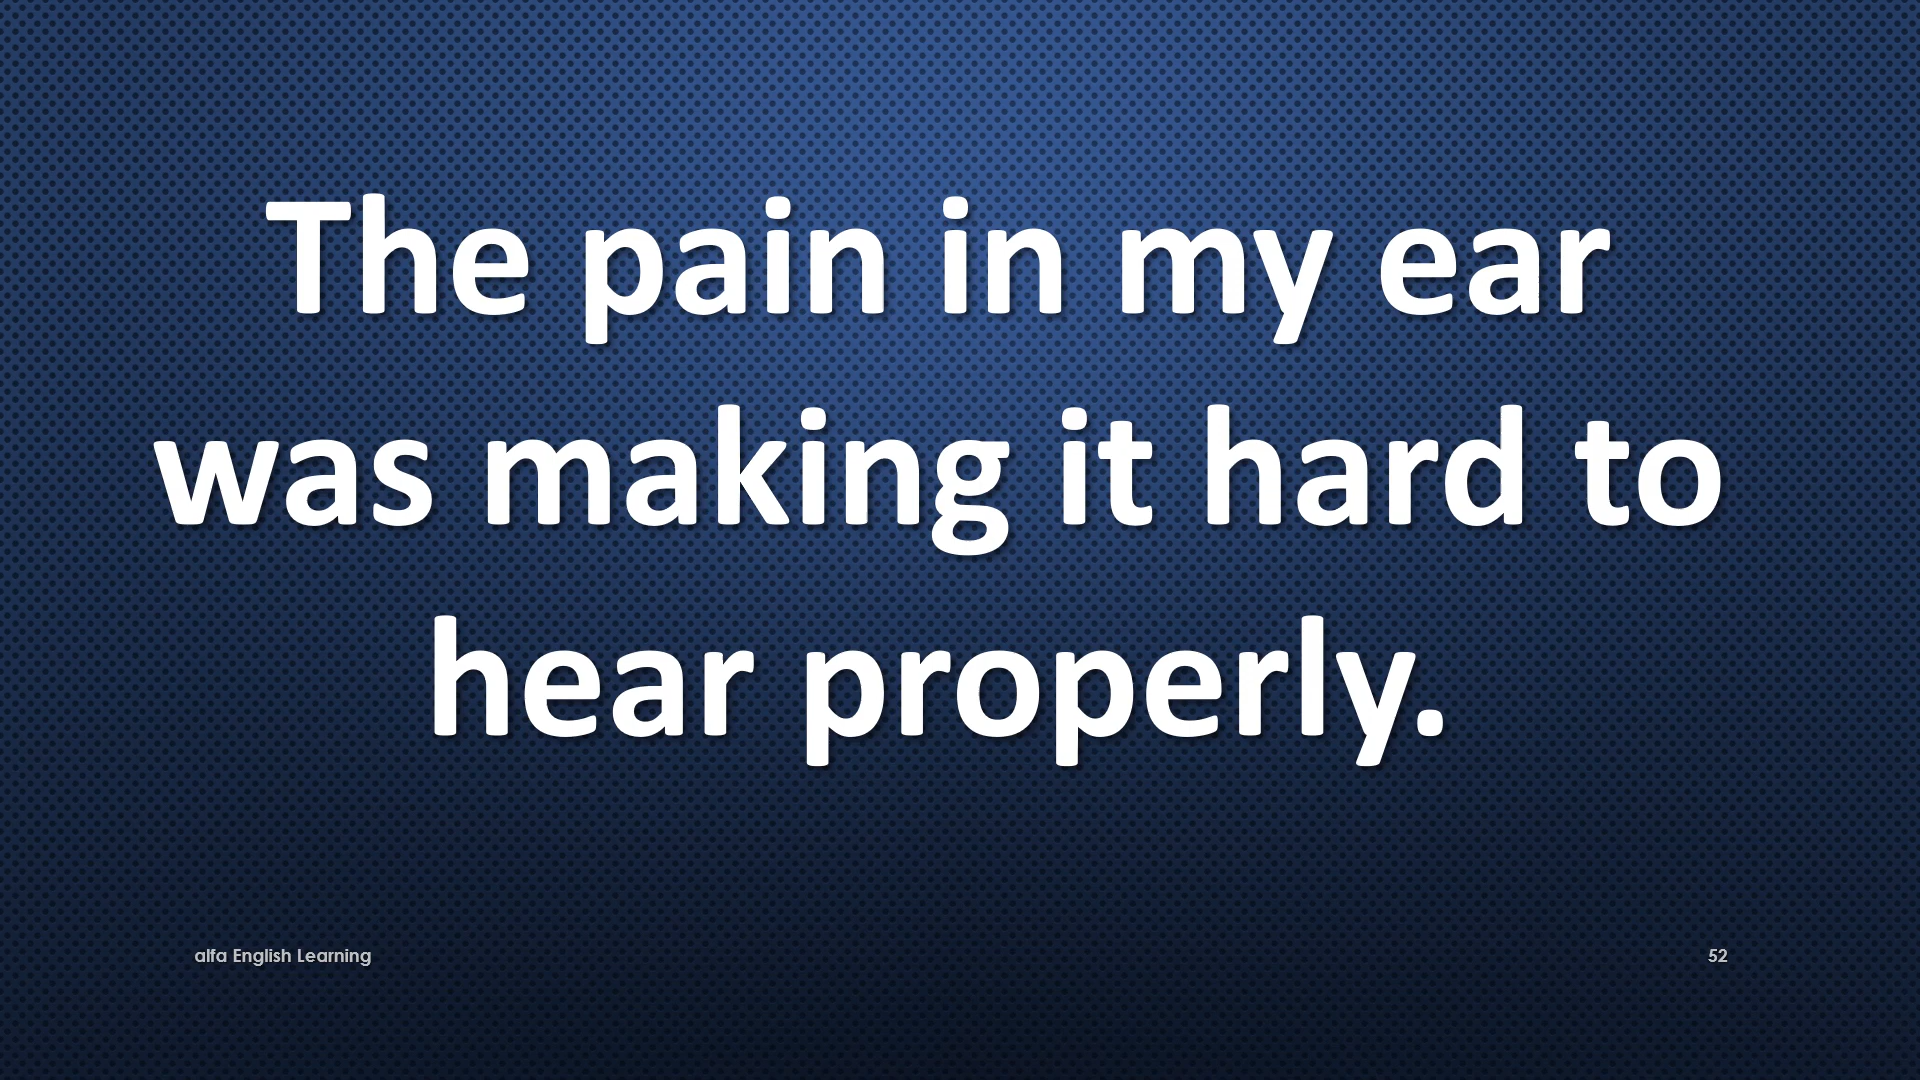 The pain in my ear
was making it hard to
hear properly.
alfa English Learning
52